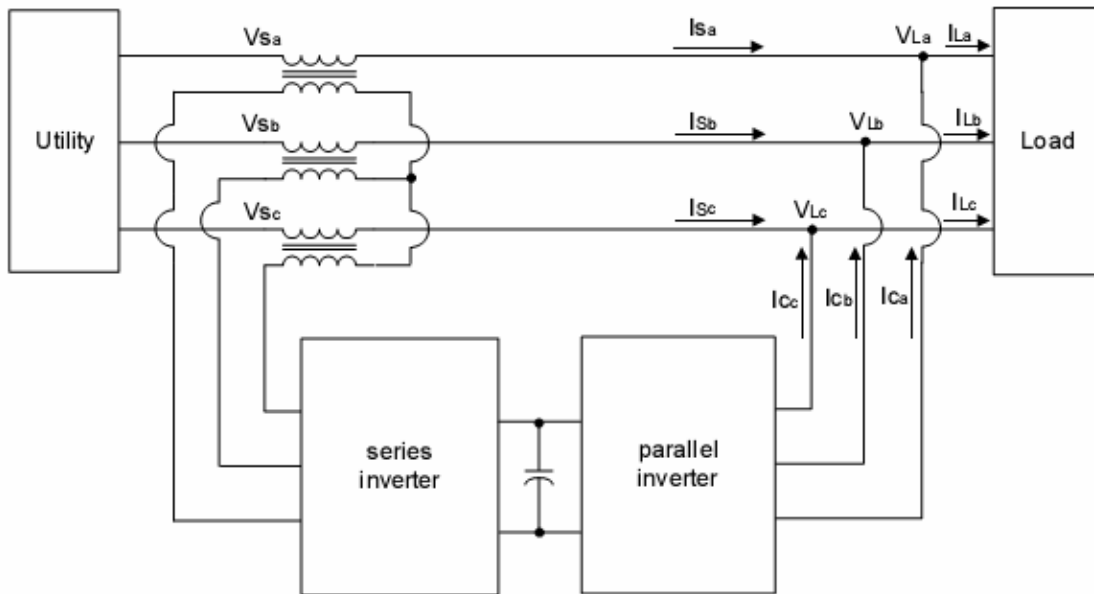 Vsa
Isa
VLa
ILa
Utility
Vsb
ISb
VLb
ILb
Load
Vsc
ISc
VLc
ILc
Icc
Icb
Ica
series
inverter
parallel
inverter